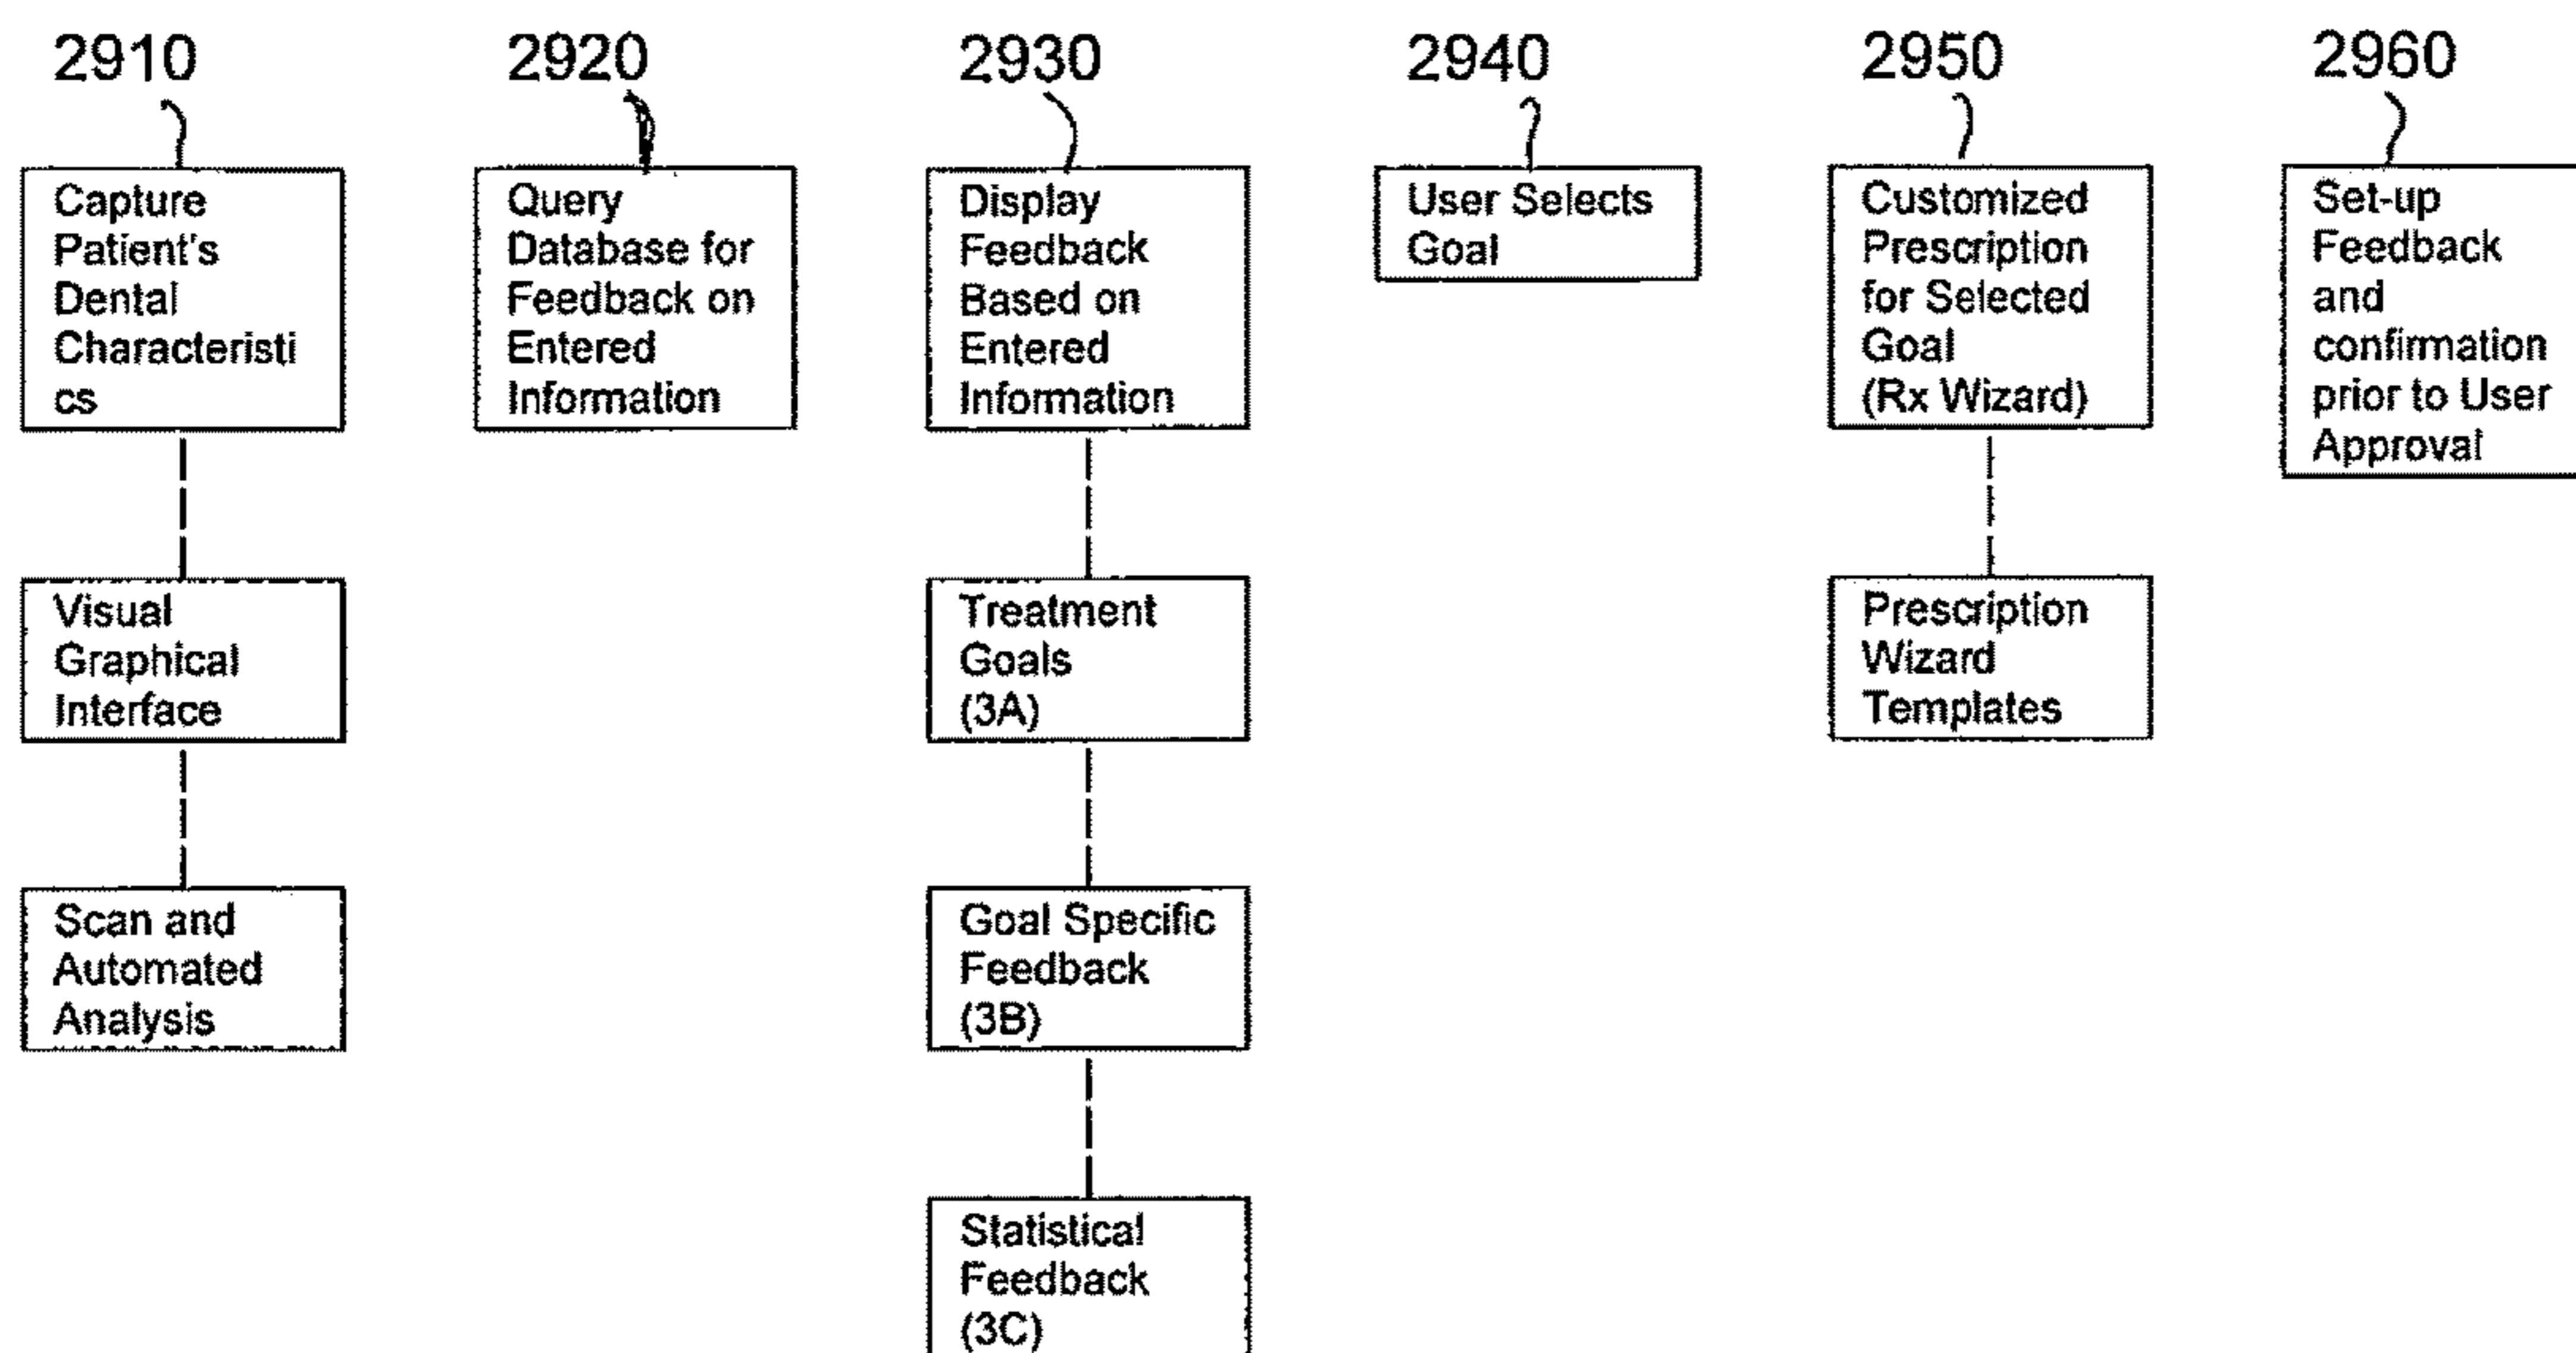 2910
Capture
Patient's
Dental
Characteristi
cs
Visual
Graphical
Interface
Scan and
Automated
Analysis
2920
Query
Database for
Feedback on
Entered
Information
2930
Display
Feedback
Based on
Entered
Information
Treatment
Goals
(3A)
Goal Specific
Feedback
(3B)
Statistical
Feedback
(3C)
2940
User Selects
Goal
2950
Customized
Prescription
for Selected
Goal
(Rx Wizard)
Prescription
Wizard
Templates
2960
Set-up
Feedback
and
confirmation
prior to User
Approval